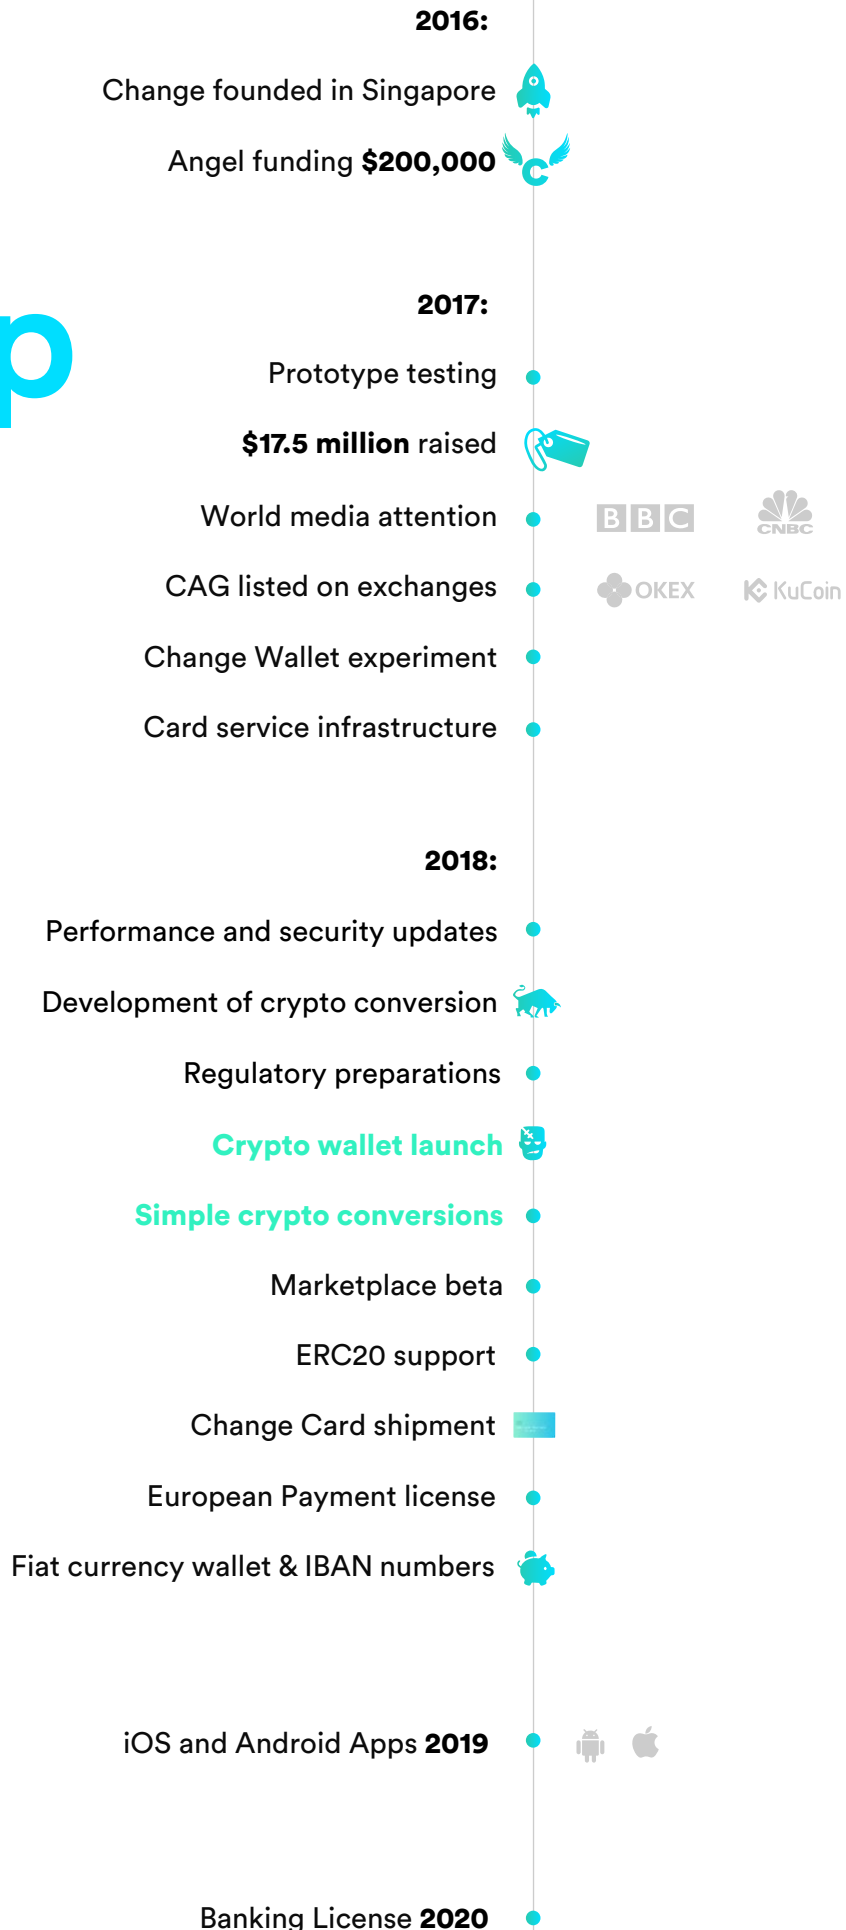 2016:
Change founded in Singapore
Angel funding $200,000
C
2017:
p
Prototype testing
$17.5 million raised
World media attention
BBC
CNBC
CAG listed on exchanges
OKEX
KuCoin
Change Wallet experiment
Card service infrastructure
2018:
Performance and security updates
Development of crypto conversion
Regulatory preparations
Crypto wallet launch
Simple crypto conversions
Marketplace beta
ERC20 support
Change Card shipment
European Payment license
Fiat currency wallet & IBAN numbers
iOS and Android Apps 2019
Banking License 2020